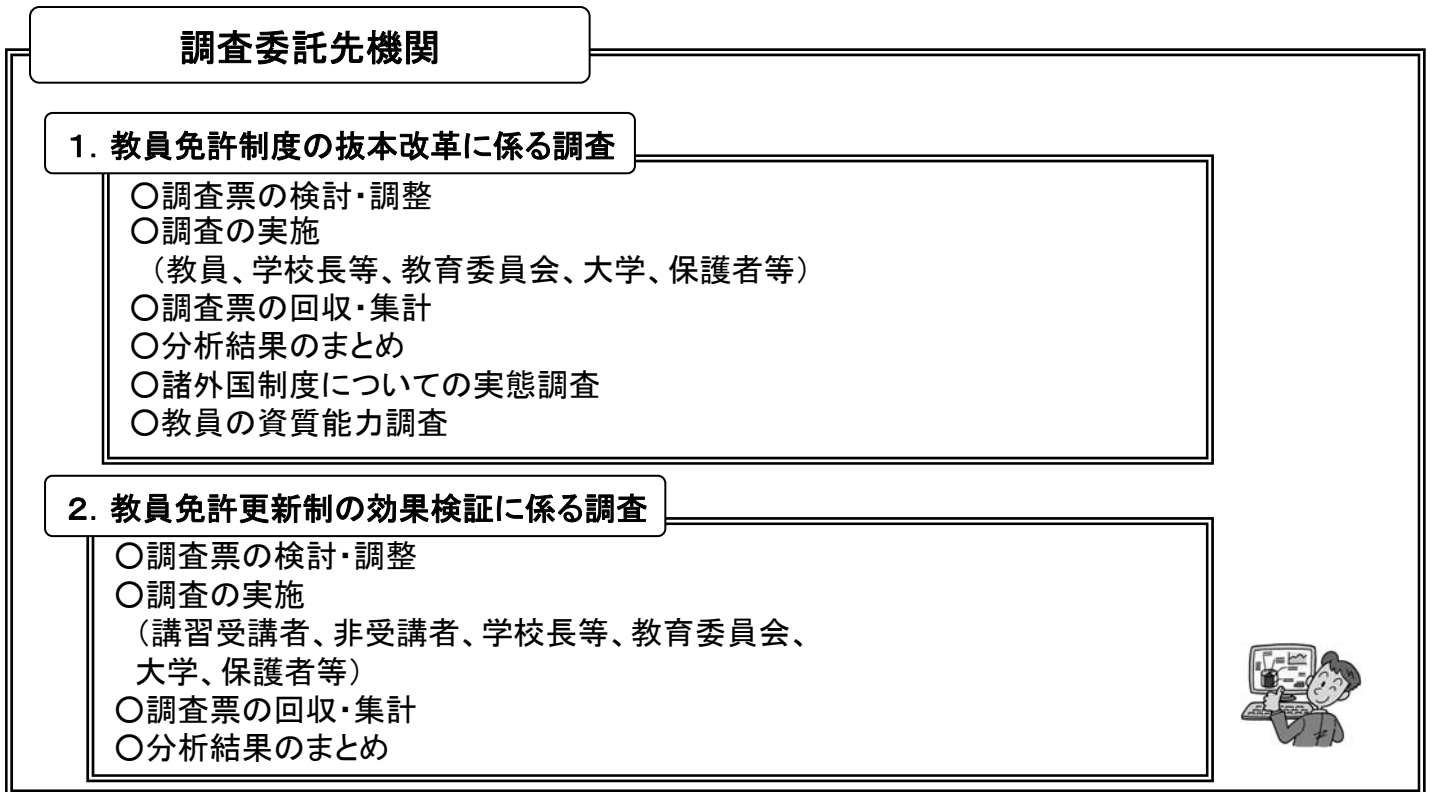 調査委託先機関
１．教員免許制度の抜本改革に係る調査
○調査票の検討・調整
○調査の実施
（教員、学校長等、教育委員会、大学、保護者等）
○調査票の回収・集計
○分析結果のまとめ
○諸外国制度についての実態調査
○教員の資質能力調査
２．教員免許更新制の効果検証に係る調査
○調査票の検討・調整
○調査の実施
（講習受講者、非受講者、学校長等、教育委員会、
大学、保護者等）
○調査票の回収・集計
○分析結果のまとめ